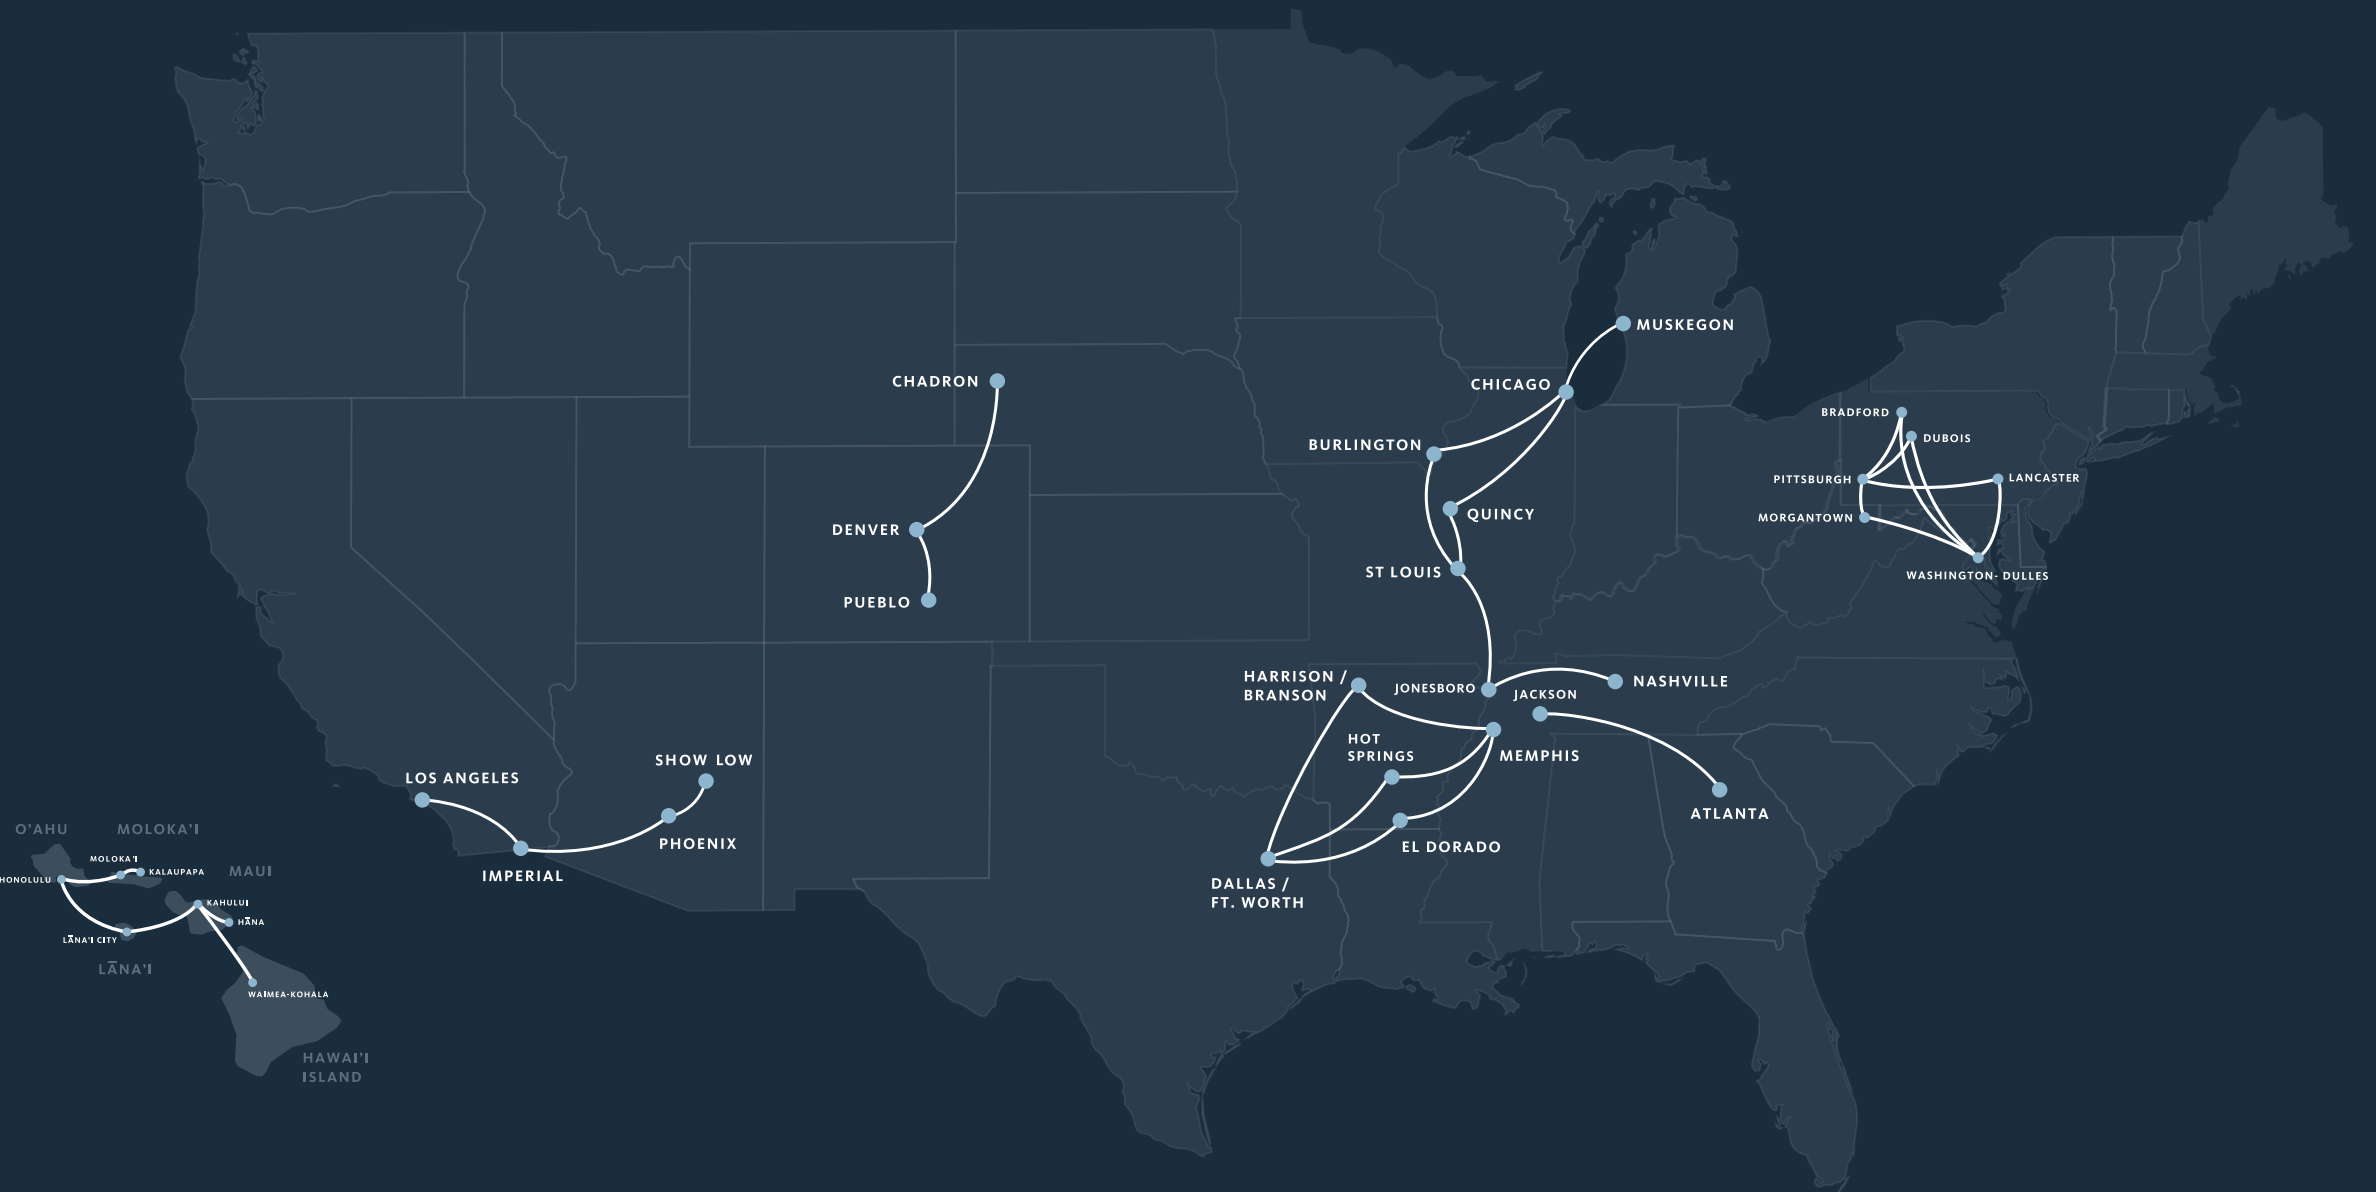 MUSKEGON
CHADRON
CHICAGO
BRADFORD
DUBOIS
BURLINGTON
PITTSBURGH
LANCASTER
QUINCY
MORGANTOWN
DENVER
ST LOUIS
WASHINGTON- DULLES
PUEBLO
HARRISON /
BRANSON
JONESBORO
JACKSON
NASHVILLE
HOT
SPRINGS
MEMPHIS
SHOW LOW
LOS ANGELES
ATLANTA
PHOENIX
EL DORADO
IMPERIAL
DALLAS /
FT. WORTH
O'AHU
MOLOKA'I
MOLOKA'I
KALAUPAPA
MAUI
HONOLULU
KAHULUI
HĀNA
LĀNA'I CITY
LĀNA'I
WAIMEA-KOHALA
HAWAI'I
ISLAND